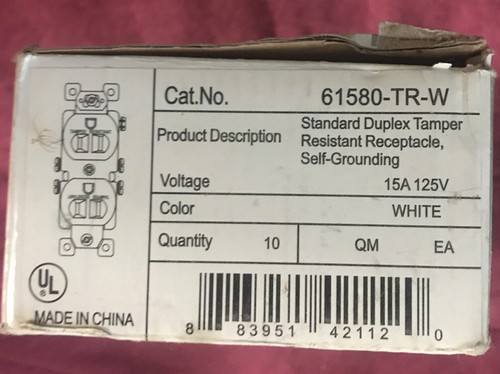 Cat.No. 61580-TR-W
Product Description Standard Duplex Tamper
Resistant Receptacle,
Self-Grounding
Voltage 15A 125V
Color WHITE
Quantity 10 QM EA
UL
MADE IN CHINA
8 83951 42112 0